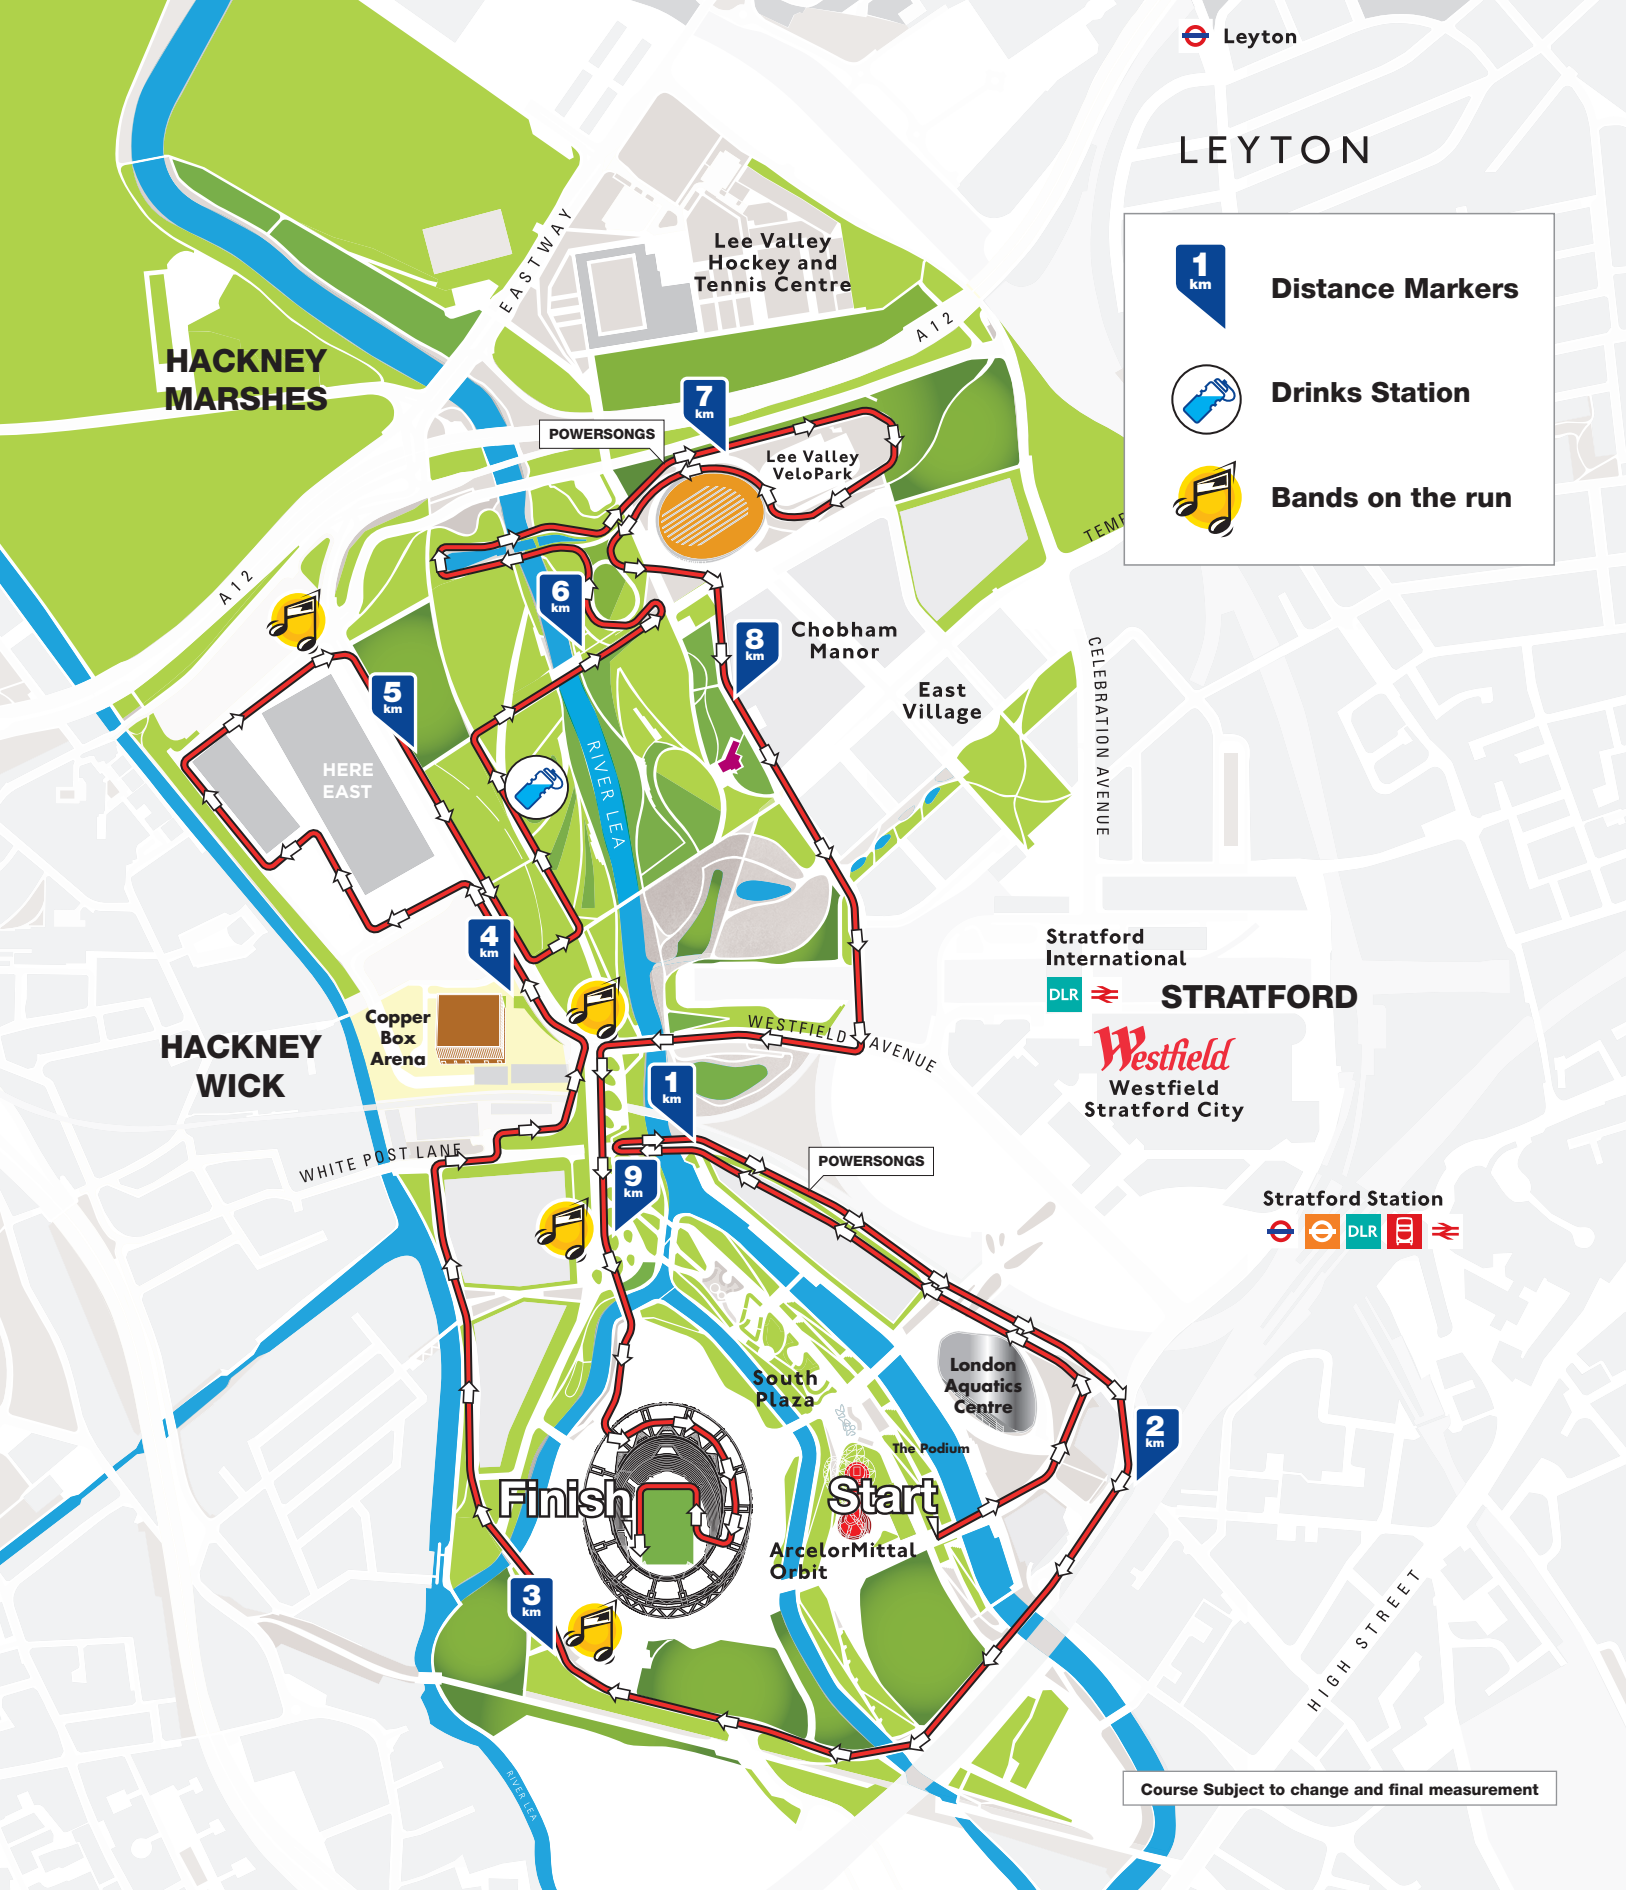 Leyton
LEYTON
1
km
Distance Markers
Drinks Station
Bands on the run
EASTWAY
Lee Valley
Hockey and
Tennis Centre
A12
HACKNEY
MARSHES
7
km
POWERSONGS
Lee Valley
VeloPark
A12
6
km
8
km
Chobham
Manor
East
Village
CELEBRATION AVENUE
5
km
HERE
EAST
RIVER LEA
4
km
Stratford
International
DLR
STRATFORD
Westfield
Westfield
Stratford City
Copper
Box
Arena
HACKNEY
WICK
WESTFIELD AVENUE
1
km
WHITE POST LANE
POWERSONGS
9
km
Stratford Station
DLR
London
Aquatics
Centre
South
Plaza
The Podium
2
km
Finish
Start
ArcelorMittal
Orbit
3
km
HIGH STREET
RIVER LEA
Course Subject to change and final measurement